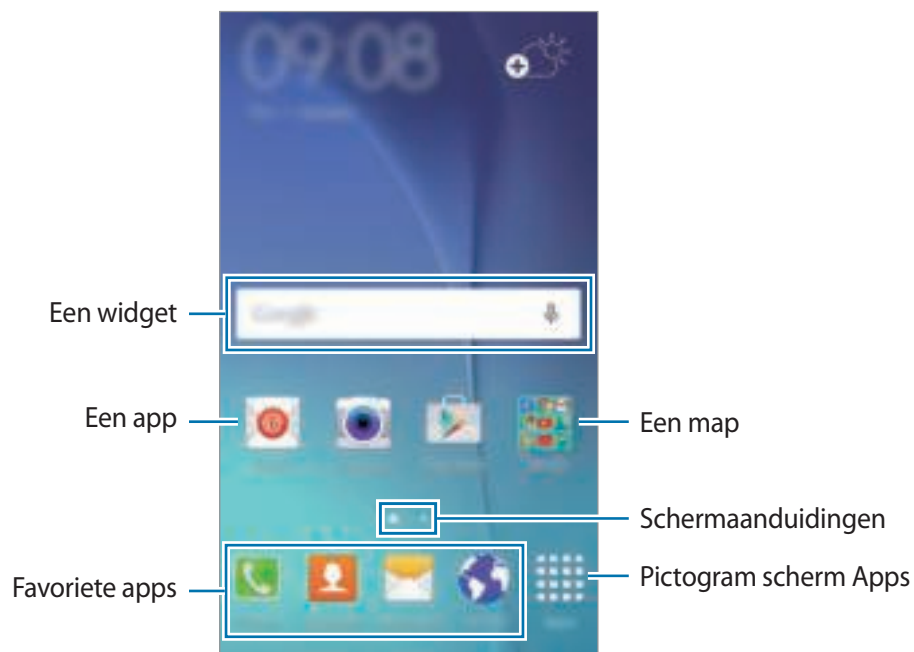 09:08
Een widget
Google
Een app
Een map
Schermaanduidingen
Favoriete apps
Pictogram scherm Apps